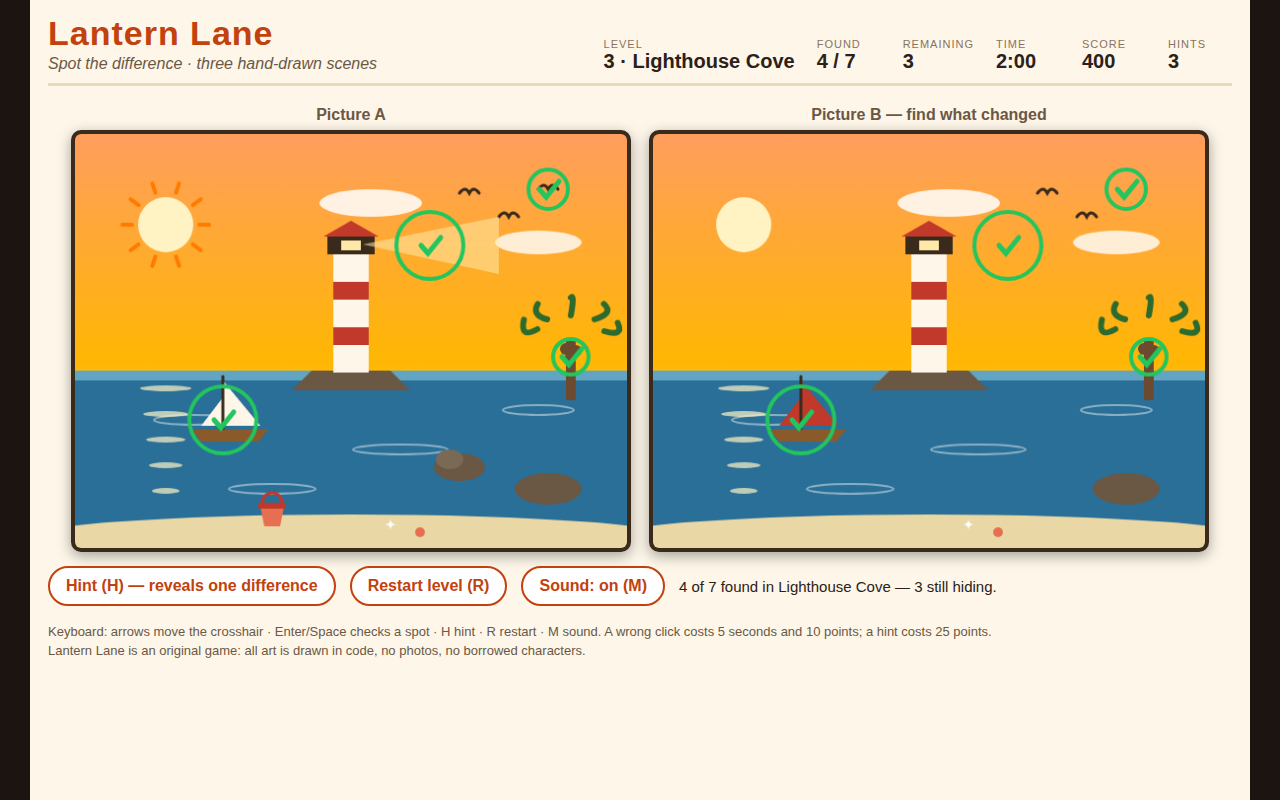 Lantern Lane
Spot the difference · three hand-drawn scenes
LEVEL
3 · Lighthouse Cove
FOUND
4 / 7
REMAINING
3
TIME
2:00
SCORE
400
HINTS
3
Picture A
Picture B — find what changed
Hint (H) — reveals one difference
Restart level (R)
Sound: on (M)
4 of 7 found in Lighthouse Cove — 3 still hiding.
Keyboard: arrows move the crosshair · Enter/Space checks a spot · H hint · R restart · M sound. A wrong click costs 5 seconds and 10 points; a hint costs 25 points.
Lantern Lane is an original game: all art is drawn in code, no photos, no borrowed characters.